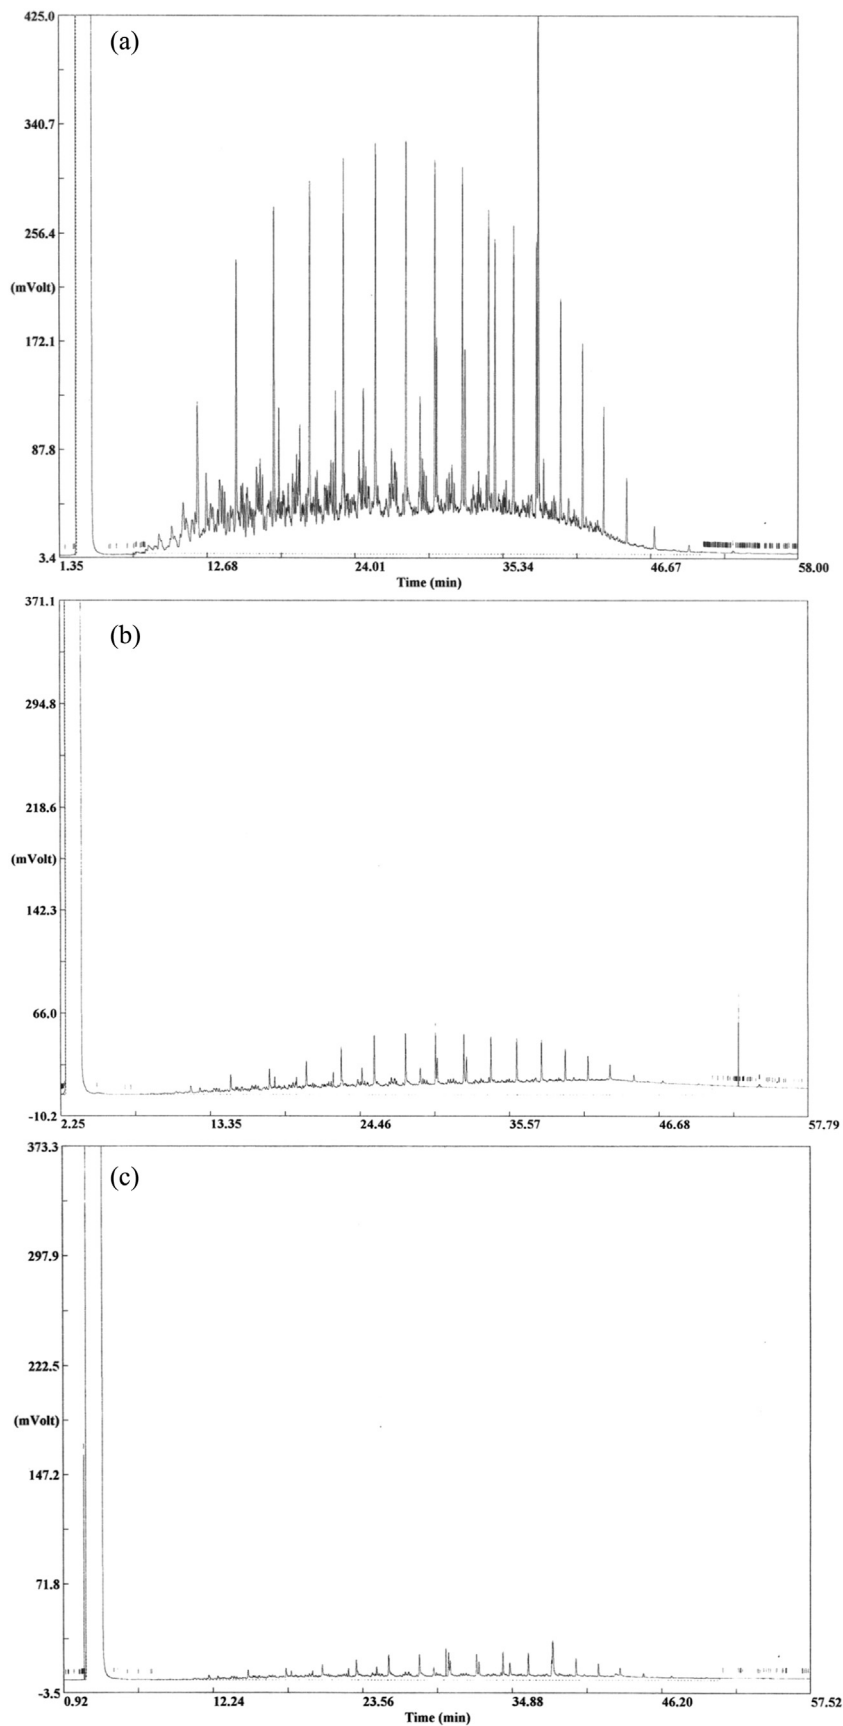 425.0
(a)
340.7
256.4
(mVolt)
172.1
87.8
3.4
1.35 12.68 24.01 35.34 46.67 58.00
Time (min)
371.1
(b)
294.8
218.6
(mVolt)
142.3
66.0
-10.2
2.25 13.35 24.46 35.57 46.68 57.79
373.3
(c)
297.9
222.5
(mVolt)
147.2
71.8
-3.5
0.92 12.24 23.56 34.88 46.20 57.52
Time (min)